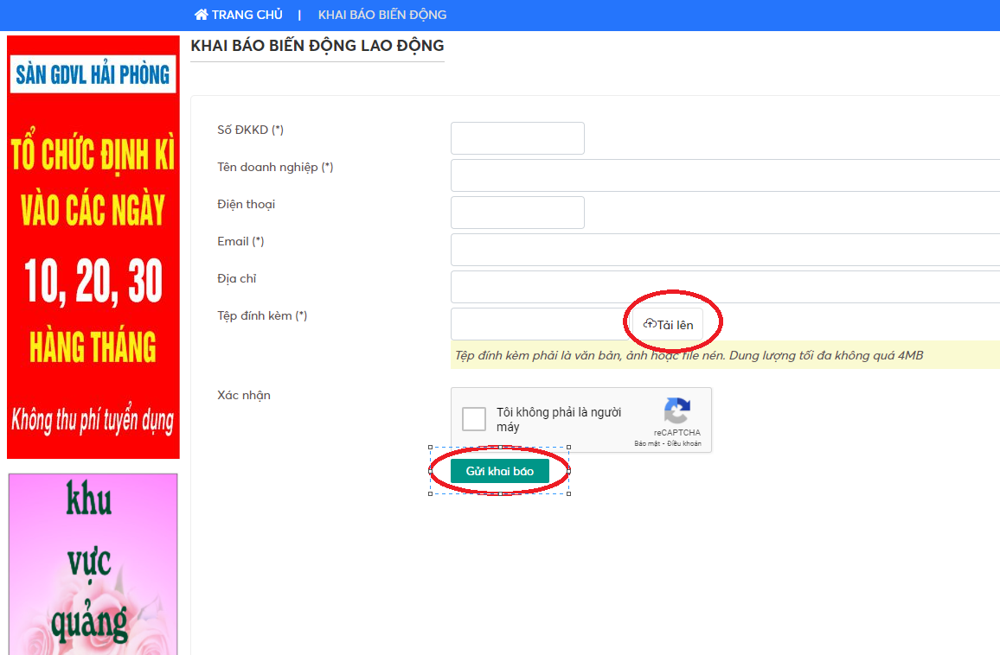 TRANG CHỦ | KHAI BÁO BIẾN ĐỘNG
KHAI BÁO BIẾN ĐỘNG LAO ĐỘNG
SÀN GDVL HẢI PHÒNG
TỔ CHỨC ĐỊNH KÌ
VÀO CÁC NGÀY
10, 20, 30
HÀNG THÁNG
Không thu phí tuyển dụng
khu
vực
quảng
Số ĐKKD (*)
Tên doanh nghiệp (*)
Điện thoại
Email (*)
Địa chỉ
Tệp đính kèm (*)
Tải lên
Tệp đính kèm phải là văn bản, ảnh hoặc file nén. Dung lượng tối đa không quá 4MB
Xác nhận
Tôi không phải là người
máy
reCAPTCHA
Bảo mật - Điều khoản
Gửi khai báo